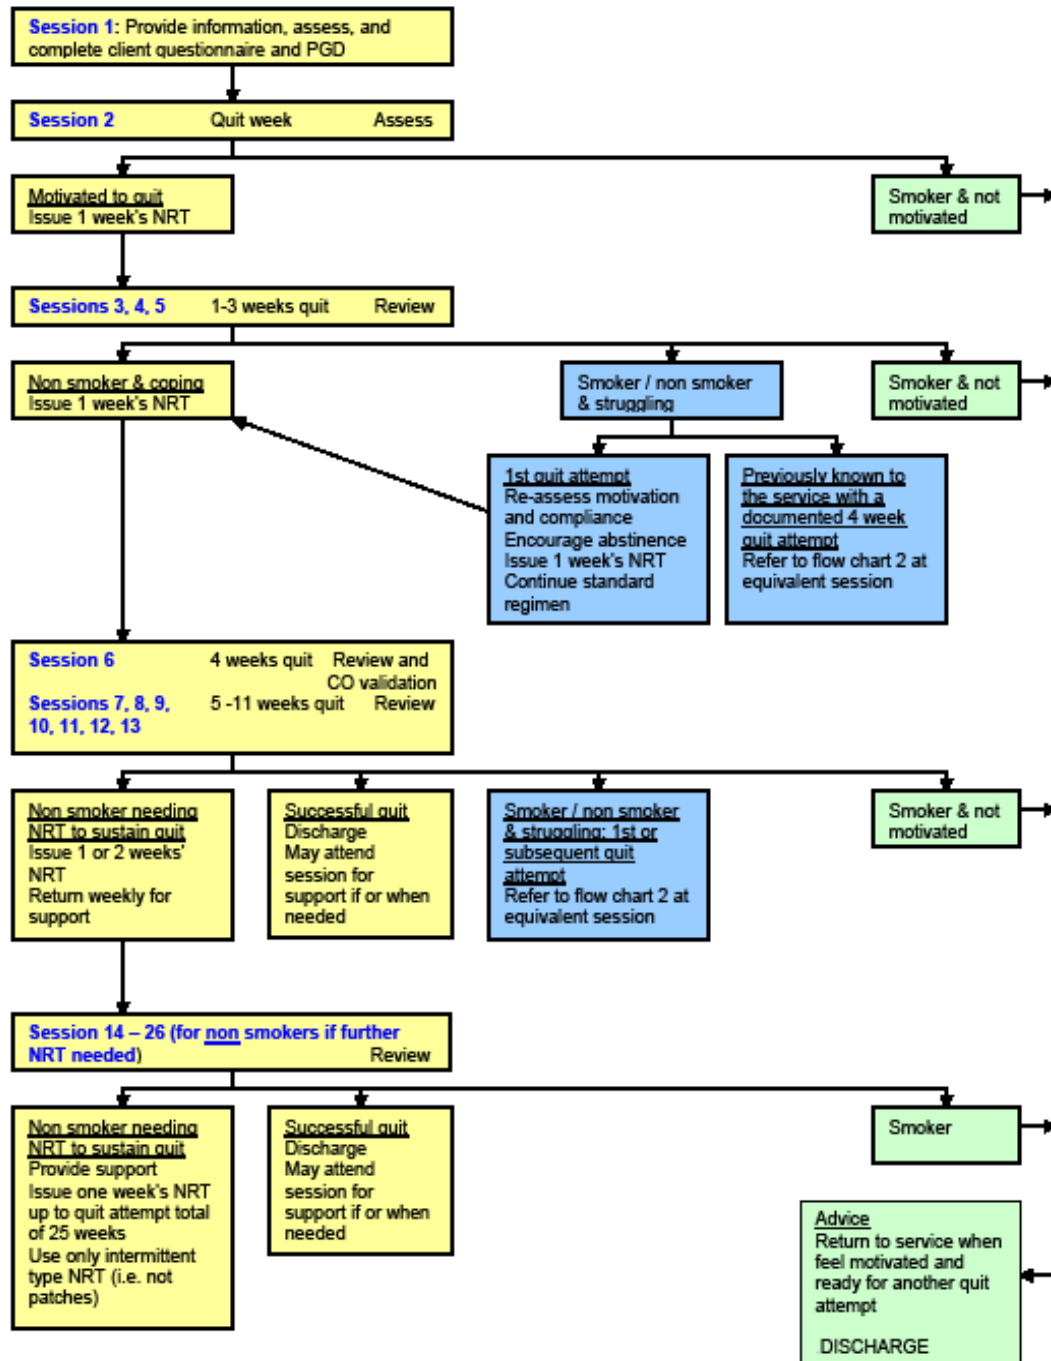 Session 1: Provide information, assess, and
complete client questionnaire and PGD
Session 2 Quit week Assess
Motivated to quit
Issue 1 week's NRT
Smoker & not
motivated
Sessions 3, 4, 5 1-3 weeks quit Review
Non smoker & coping
Issue 1 week's NRT
Smoker / non smoker
& struggling
Smoker & not
motivated
1st quit attempt
Re-assess motivation
and compliance
Encourage abstinence
Issue 1 week's NRT
Continue standard
regimen
Previously known to
the service with a
documented 4 week
quit attempt
Refer to flow chart 2 at
equivalent session
Session 6 4 weeks quit Review and
CO validation
Sessions 7, 8, 9, 5 -11 weeks quit Review
10, 11, 12, 13
Non smoker needing
NRT to sustain quit
Issue 1 or 2 weeks'
NRT
Return weekly for
support
Successful quit
Discharge
May attend
session for
support if or when
needed
Smoker / non smoker
& struggling: 1st or
subsequent quit
attempt
Refer to flow chart 2 at
equivalent session
Smoker & not
motivated
Session 14 – 26 (for non smokers if further
NRT needed) Review
Non smoker needing
NRT to sustain quit
Provide support
Issue one week's NRT
up to quit attempt total
of 25 weeks
Use only intermittent
type NRT (i.e. not
patches)
Successful quit
Discharge
May attend
session for
support if or when
needed
Smoker
Advice
Return to service when
feel motivated and
ready for another quit
attempt
.DISCHARGE